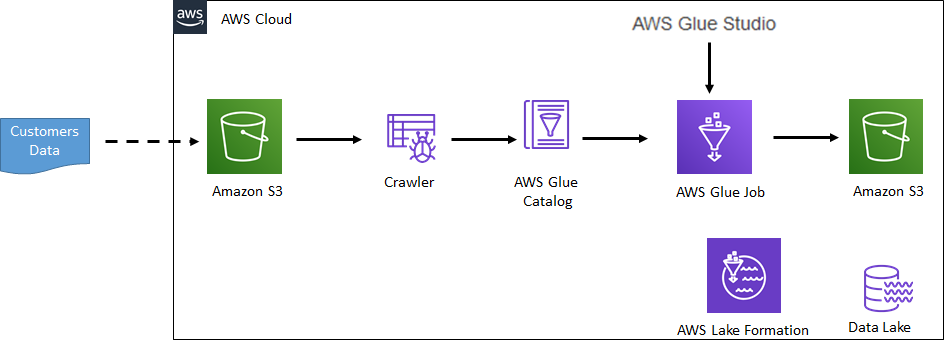 aws
AWS Cloud
AWS Glue Studio
Customers
Data
Amazon S3
Crawler
AWS Glue
Catalog
AWS Glue Job
Amazon S3
AWS Lake Formation
Data Lake